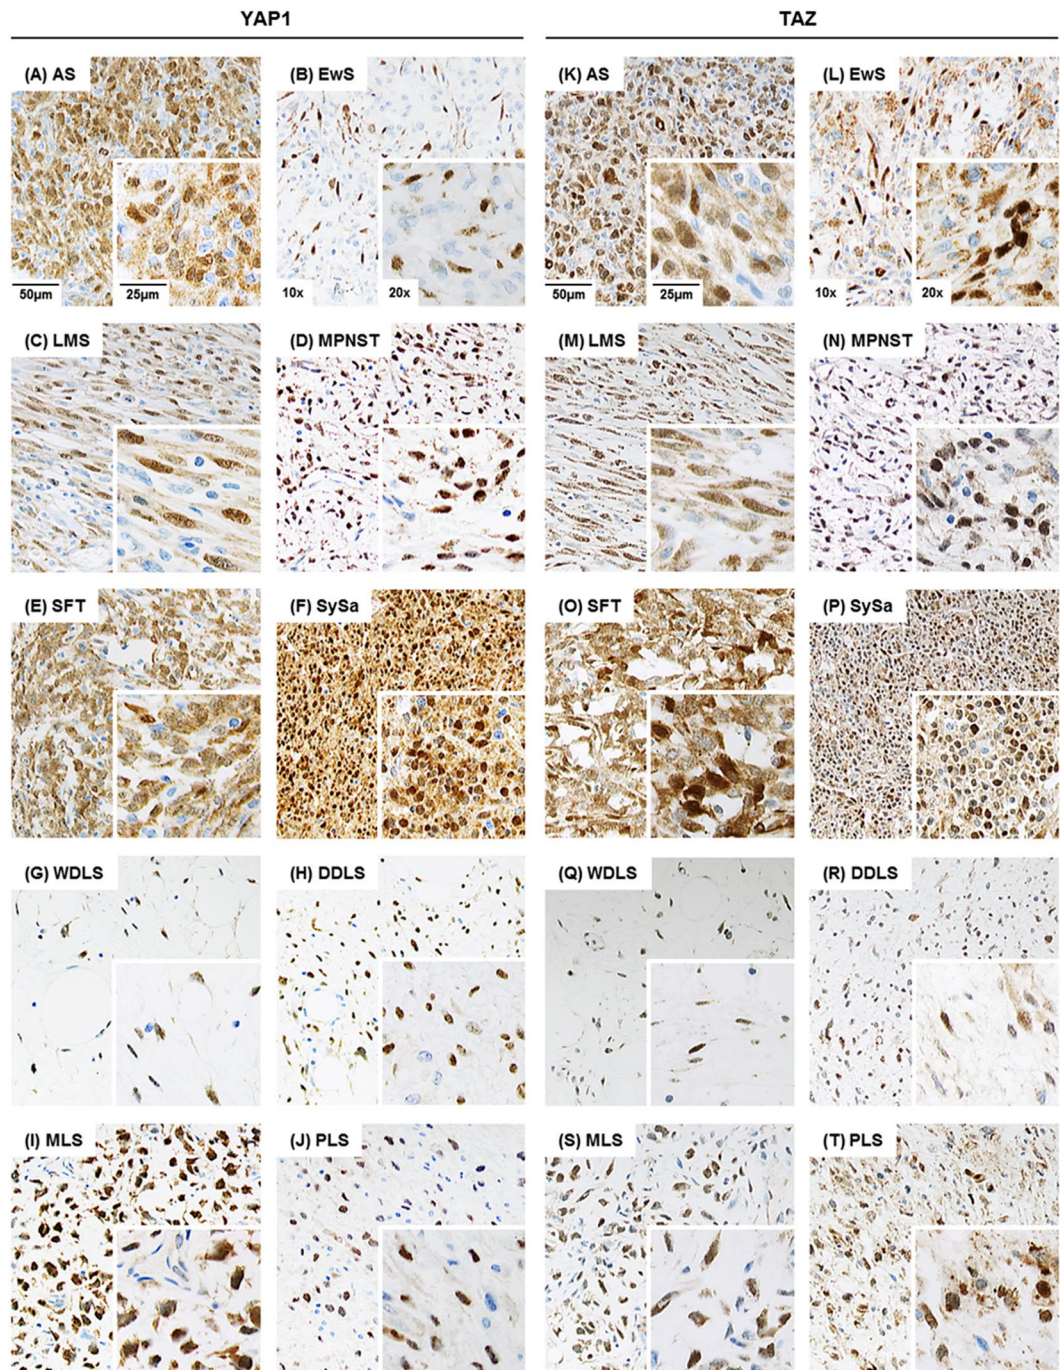 YAP1 TAZ
(A) AS (B) EwS (K) AS (L) EwS
50μm 25μm 10x 20x 50μm 25μm 10x 20x
(C) LMS (D) MPNST (M) LMS (N) MPNST
(E) SFT (F) SySa (O) SFT (P) SySa
(G) WDLS (H) DDLS (Q) WDLS (R) DDLS
(I) MLS (J) PLS (S) MLS (T) PLS